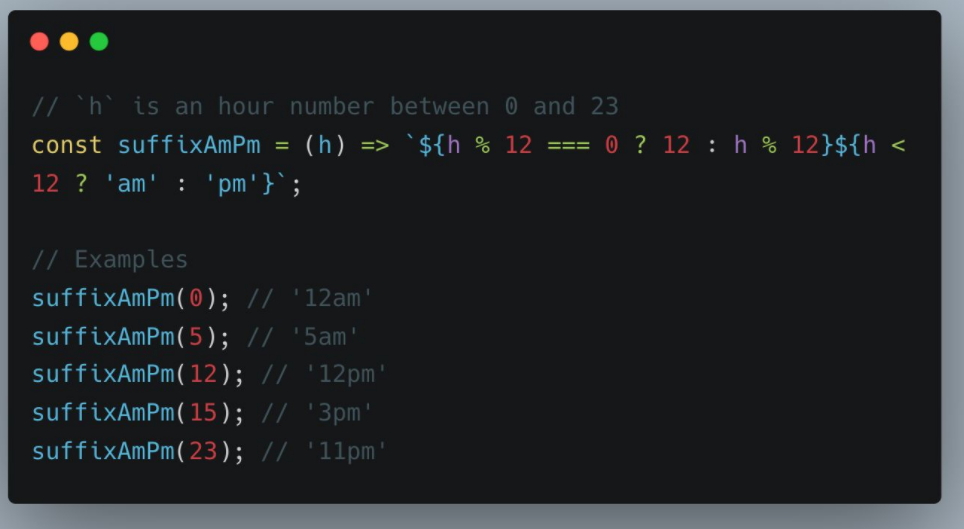 // `h` is an hour number between 0 and 23
const suffixAmPm = (h) => `${h % 12 === 0 ? 12 : h % 12}${h <
12 ? 'am' : 'pm'}`;
// Examples
suffixAmPm(0); // '12am'
suffixAmPm(5); // '5am'
suffixAmPm(12); // '12pm'
suffixAmPm(15); // '3pm'
suffixAmPm(23); // '11pm'